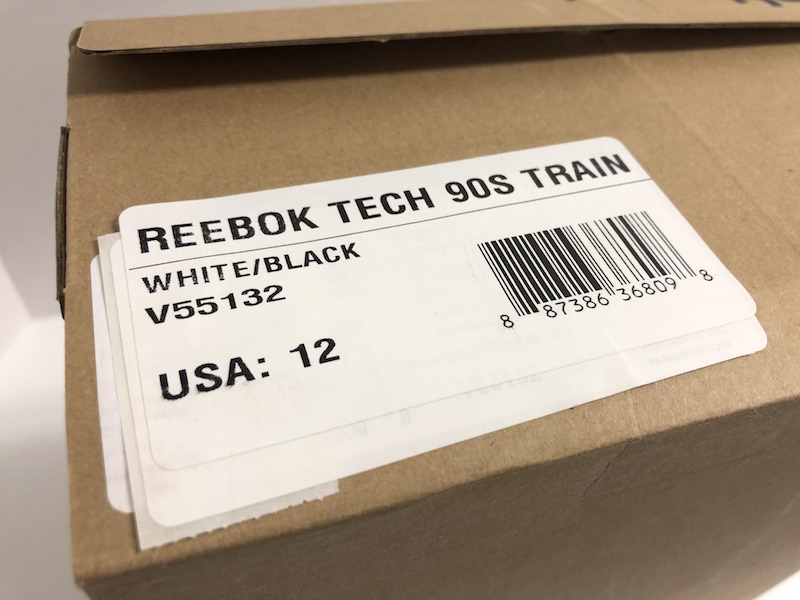 REEBOK TECH 90S TRAIN
WHITE/BLACK
V55132
USA: 12
8 87386 36809 8